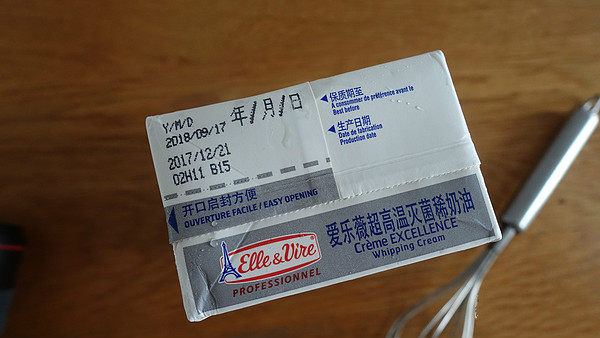 Y/M/D
年/月/日
2018/09/17
2017/12/21
02H11 B15
保质期至
A consommer de préférence avant le
Best before
生产日期
Date de fabrication
Production date
开口自封方便
OUVERTURE FACILE / EASY OPENING
Elle & Vire
PROFESSIONNEL
爱乐薇超高温灭菌稀奶油
Crème EXCELLENCE
Whipping Cream